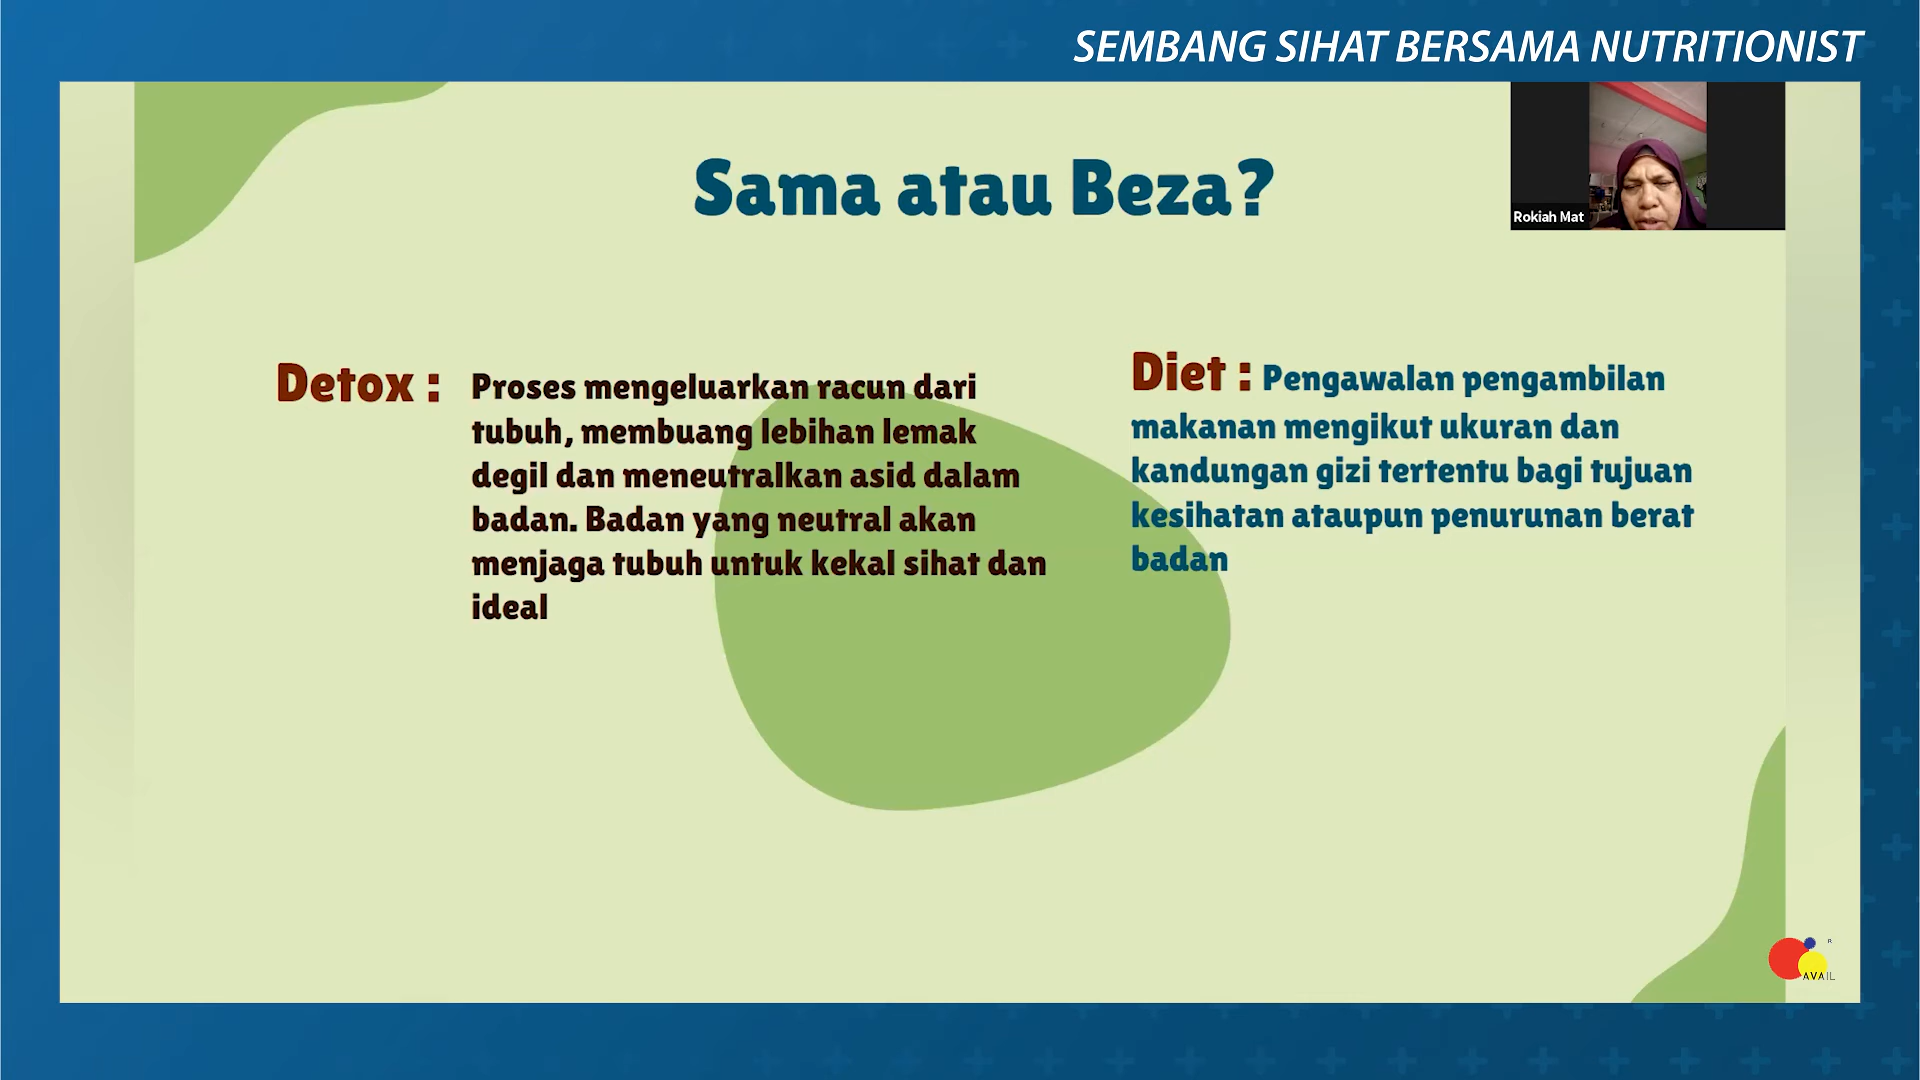 SEMBANG SIHAT BERSAMA NUTRITIONIST
Sama atau Beza?
Rokiah Mat
Detox :
Proses mengeluarkan racun dari
tubuh, membuang lebihan lemak
degil dan meneutralkan asid dalam
badan. Badan yang neutral akan
menjaga tubuh untuk kekal sihat dan
ideal
Diet : Pengawalan pengambilan
makanan mengikut ukuran dan
kandungan gizi tertentu bagi tujuan
kesihatan ataupun penurunan berat
badan
R
AVAIL